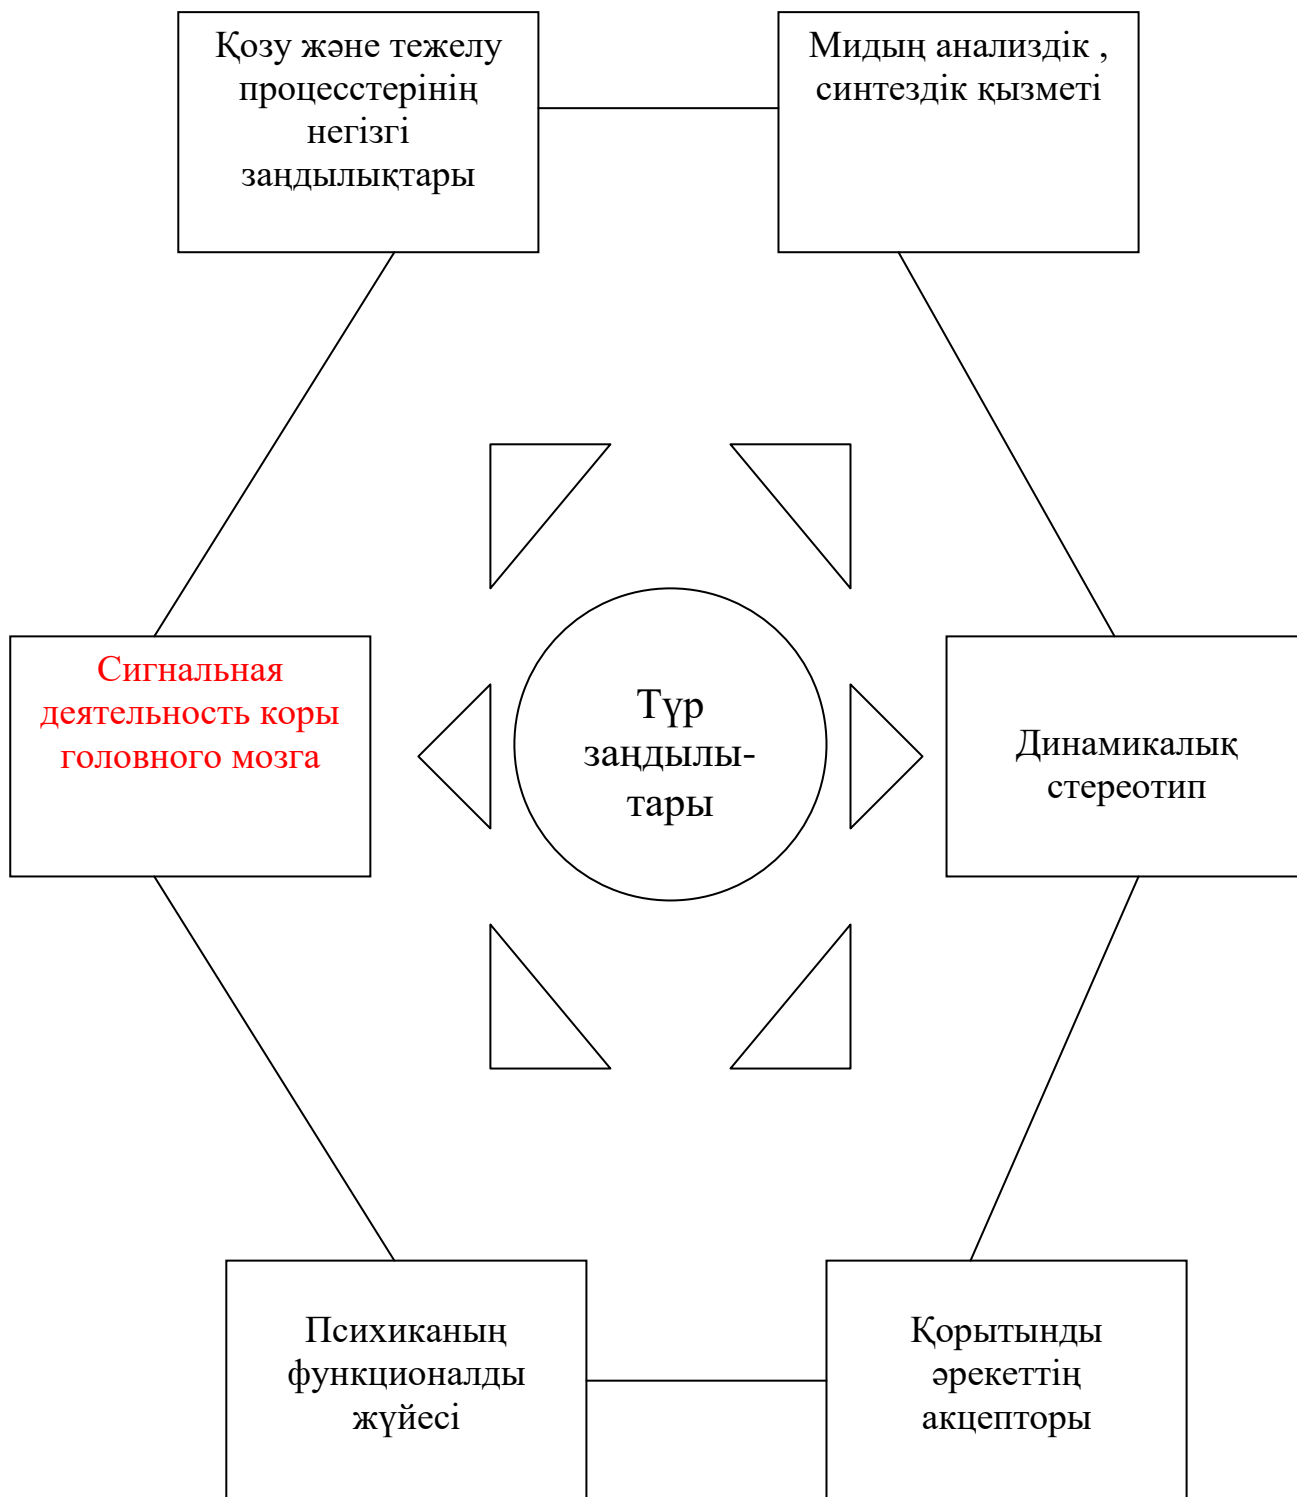 Қозу және тежелу
процесстерінің
негізгі
заңдылықтары
Мидың анализдік ,
синтездік қызметі
Сигнальная
деятельность коры
головного мозга
Түр
заңдылы-
тары
Динамикалық
стереотип
Психиканың
функционалды
жүйесі
Қорытынды
әрекеттің
акцепторы